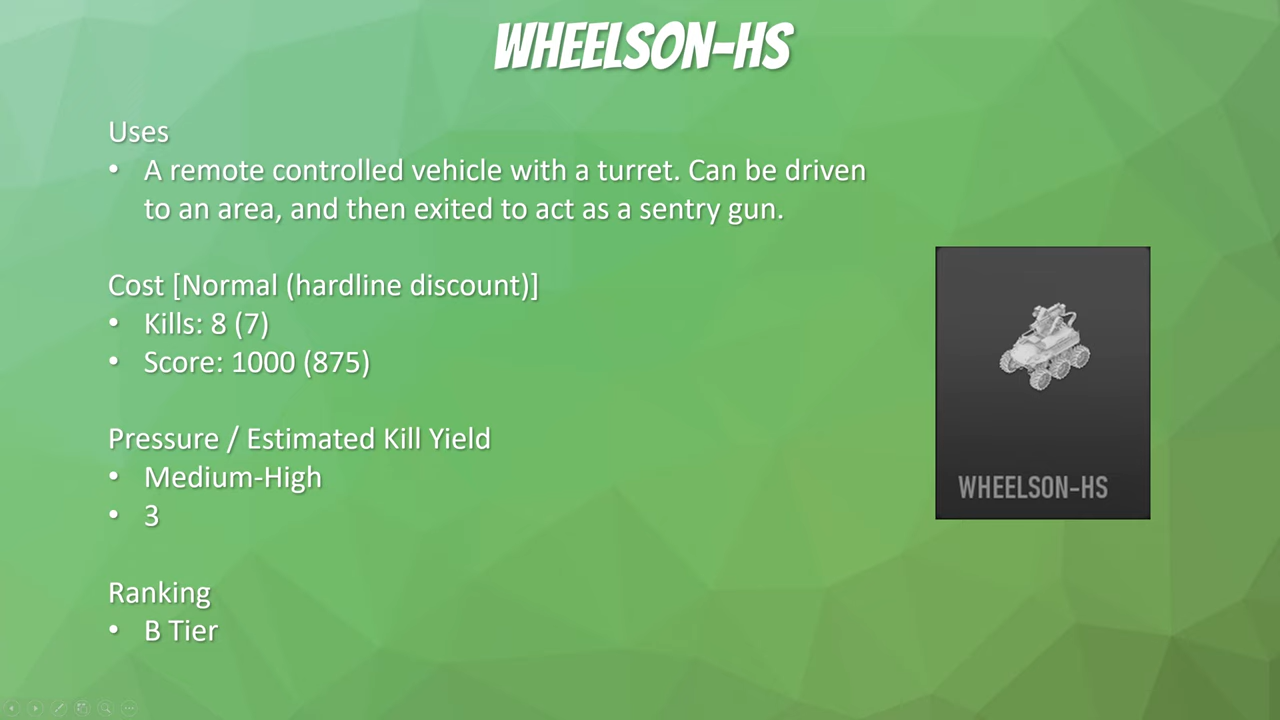 WHEELSON-HS
Uses
• A remote controlled vehicle with a turret. Can be driven
to an area, and then exited to act as a sentry gun.
Cost [Normal (hardline discount)]
• Kills: 8 (7)
• Score: 1000 (875)
Pressure / Estimated Kill Yield
• Medium-High
• 3
Ranking
• B Tier
WHEELSON-HS